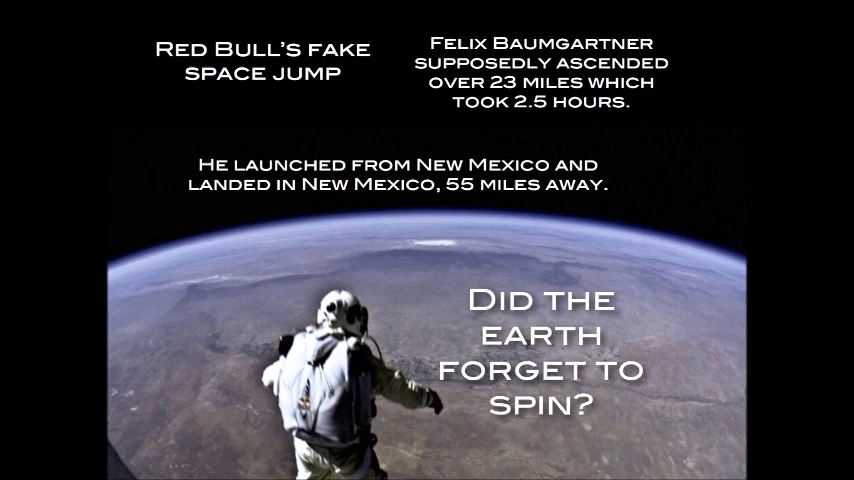 Red Bull's fake
space jump
Felix Baumgartner
supposedly ascended
over 23 miles which
took 2.5 hours.
He launched from New Mexico and
landed in New Mexico, 55 miles away.
Did the
earth
forget to
spin?